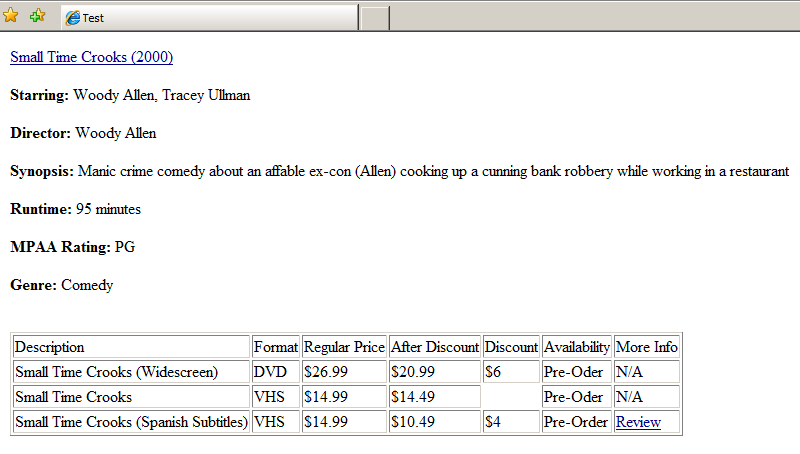 Test
Small Time Crooks (2000)
Starring: Woody Allen, Tracey Ullman
Director: Woody Allen
Synopsis: Manic crime comedy about an affable ex-con (Allen) cooking up a cunning bank robbery while working in a restaurant
Runtime: 95 minutes
MPAA Rating: PG
Genre: Comedy
Description Format Regular Price After Discount Discount Availability More Info
Small Time Crooks (Widescreen) DVD $26.99 $20.99 $6 Pre-Oder N/A
Small Time Crooks VHS $14.99 $14.49 Pre-Oder N/A
Small Time Crooks (Spanish Subtitles) VHS $14.99 $10.49 $4 Pre-Order Review